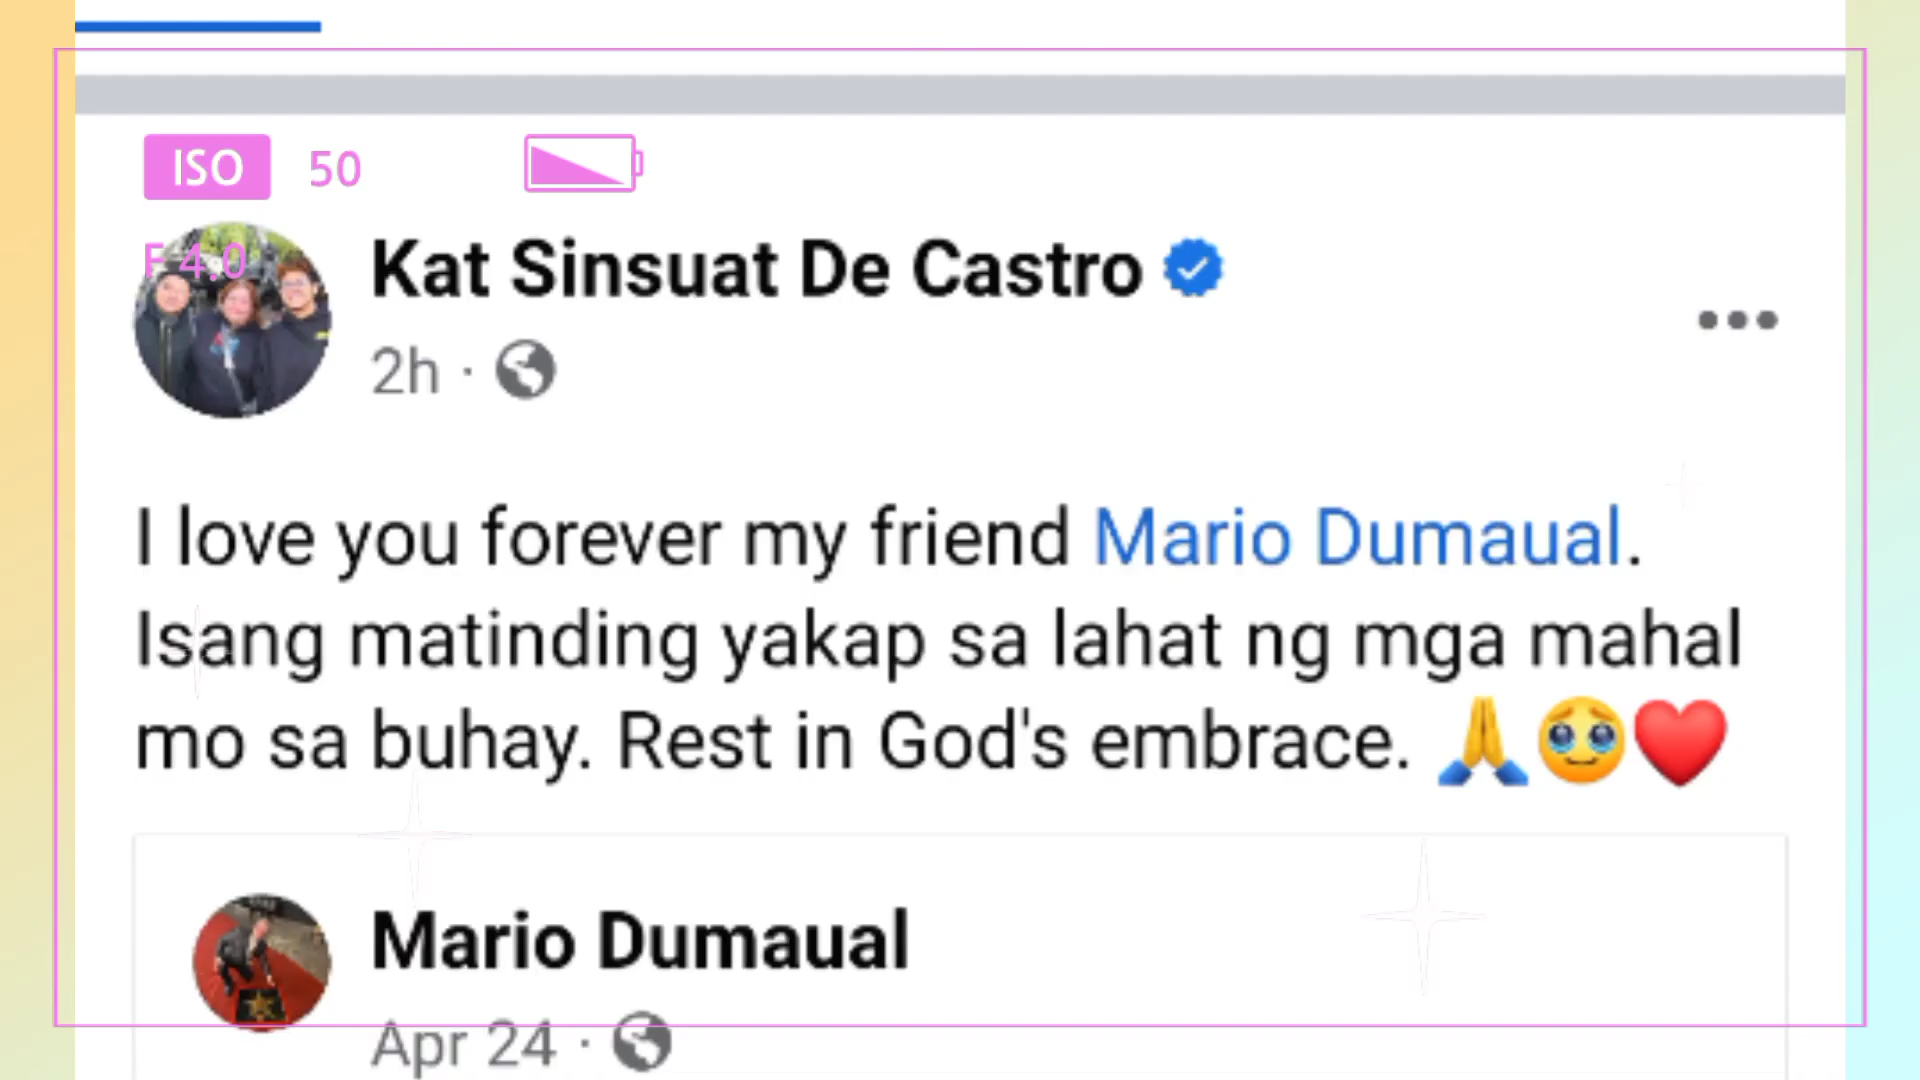 ISO 50
F 4.0
Kat Sinsuat De Castro
2h ·
I love you forever my friend Mario Dumaual.
Isang matinding yakap sa lahat ng mga mahal
mo sa buhay. Rest in God's embrace. 🙏🥹❤️
Mario Dumaual
Apr 24 ·